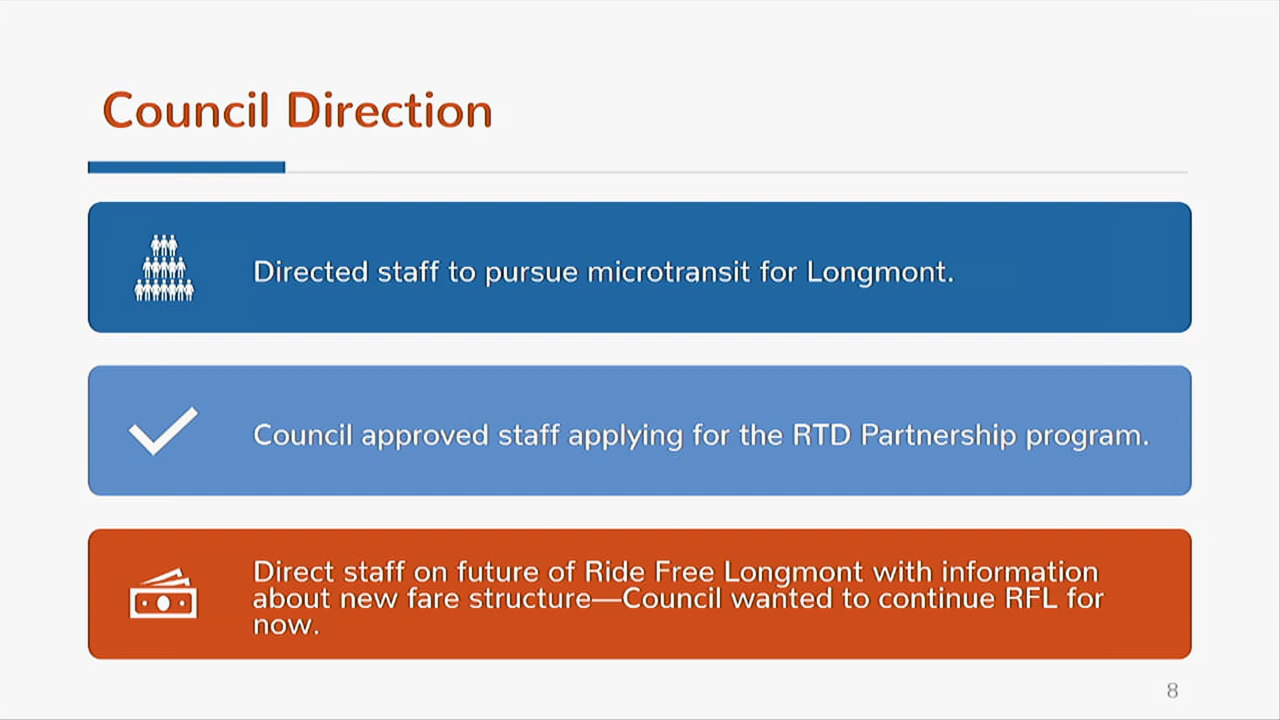 Council Direction
Directed staff to pursue microtransit for Longmont.
Council approved staff applying for the RTD Partnership program.
Direct staff on future of Ride Free Longmont with information
about new fare structure—Council wanted to continue RFL for
now.
8